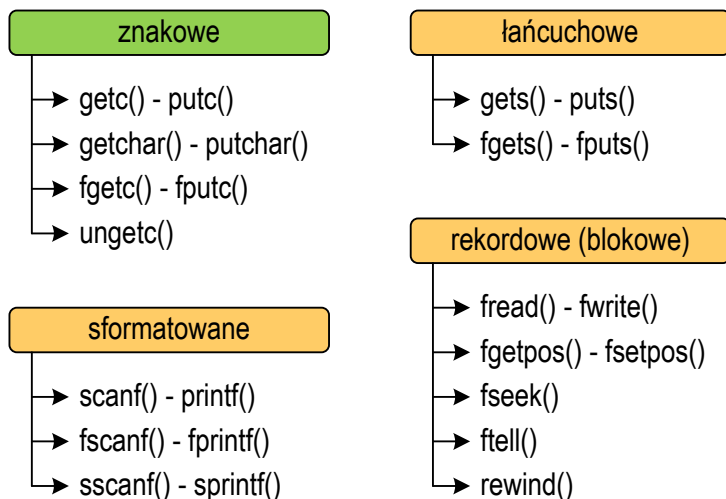 znakowe
getc() - putc()
getchar() - putchar()
fgetc() - fputc()
ungetc()
sformatowane
scanf() - printf()
fscanf() - fprintf()
sscanf() - sprintf()
łańcuchowe
gets() - puts()
fgets() - fputs()
rekordowe (blokowe)
fread() - fwrite()
fgetpos() - fsetpos()
fseek()
ftell()
rewind()